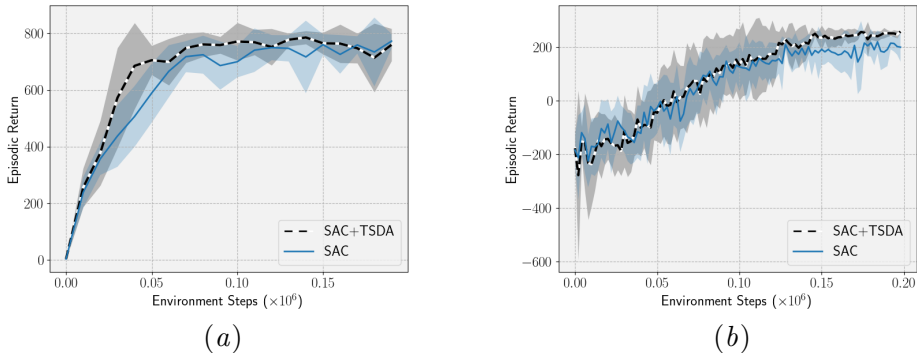 800
600
400
200
0
Episodic Return
0.00
0.05
0.10
0.15
Environment Steps (×10⁶)
SAC+TSDA
SAC
(a)
200
0
−200
−400
−600
Episodic Return
0.00
0.05
0.10
0.15
0.20
Environment Steps (×10⁶)
SAC+TSDA
SAC
(b)